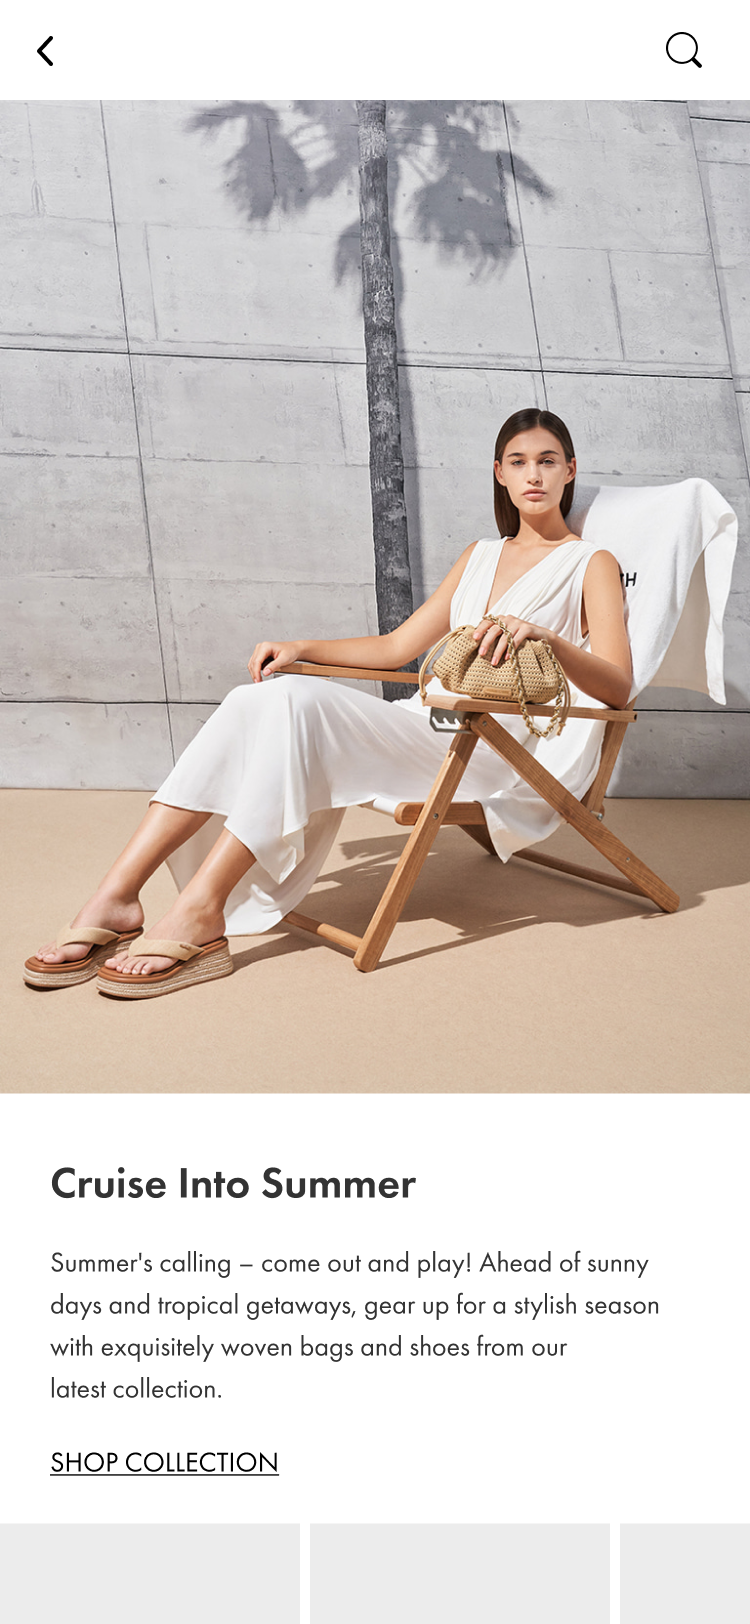 Cruise Into Summer
Summer's calling – come out and play! Ahead of sunny
days and tropical getaways, gear up for a stylish season
with exquisitely woven bags and shoes from our
latest collection.
SHOP COLLECTION